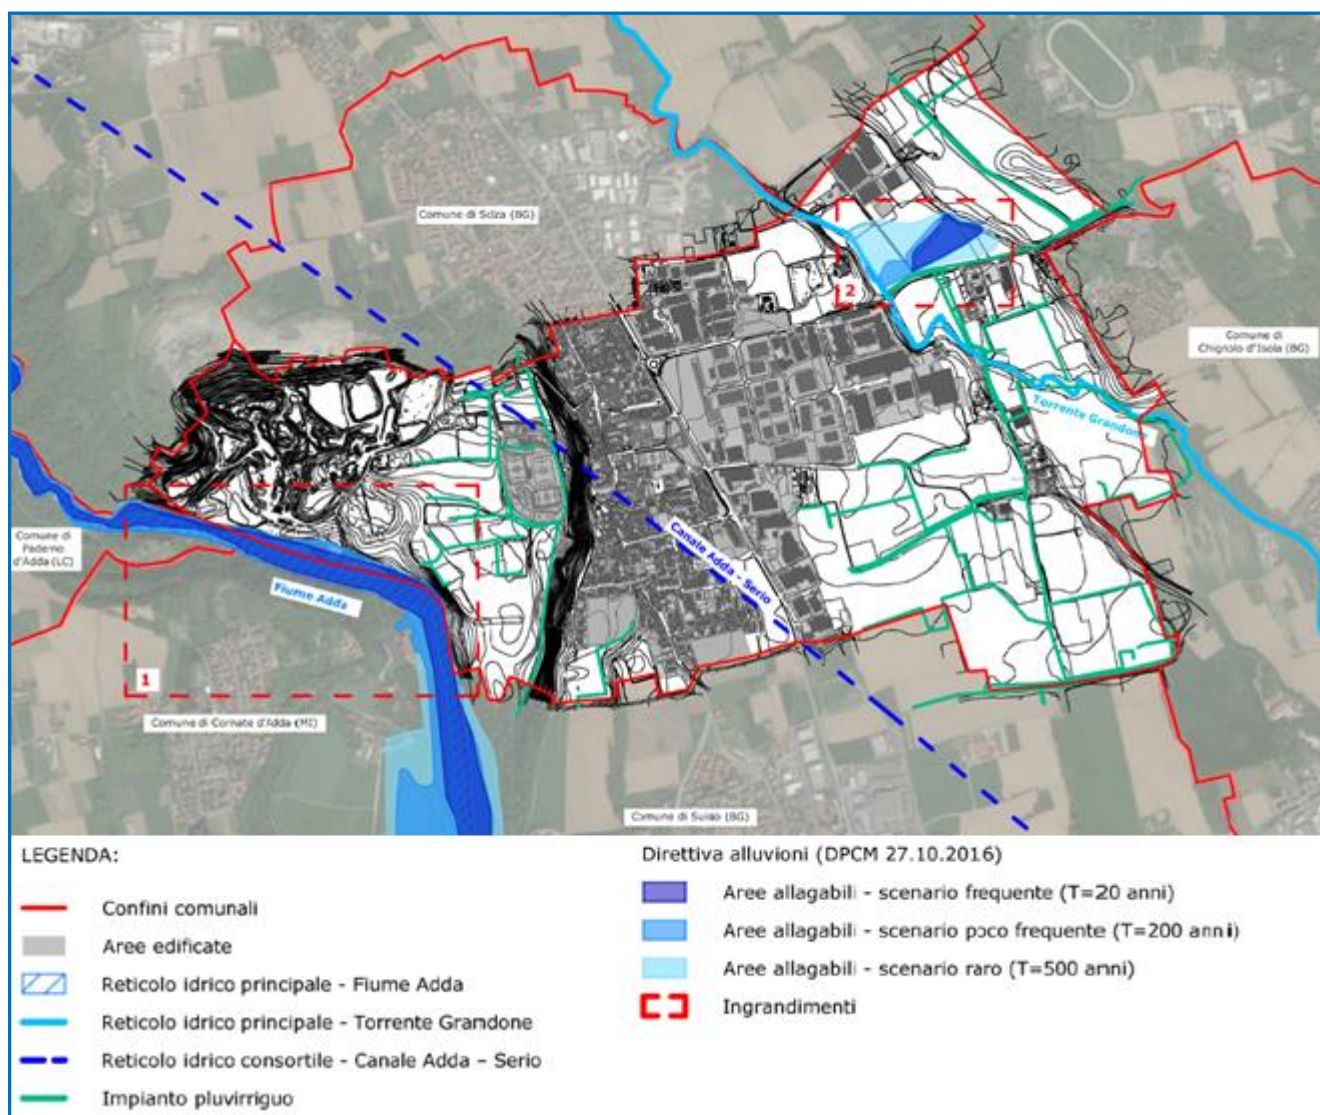 Comune di Solza (BG)
2
Comune di
Chignolo d'Isola (BG)
Torrente Grandone
Canale Adda - Serio
Comune di
Paderno
d'Adda (LC)
Fiume Adda
1
Comune di Cornate d'Adda (MI)
Comune di Suisio (BG)
LEGENDA:
Confini comunali
Aree edificate
Reticolo idrico principale - Fiume Adda
Reticolo idrico principale - Torrente Grandone
Reticolo idrico consortile - Canale Adda – Serio
Impianto pluvirriguo
Direttiva alluvioni (DPCM 27.10.2016)
Aree allagabili - scenario frequente (T=20 anni)
Aree allagabili - scenario poco frequente (T=200 anni)
Aree allagabili - scenario raro (T=500 anni)
Ingrandimenti